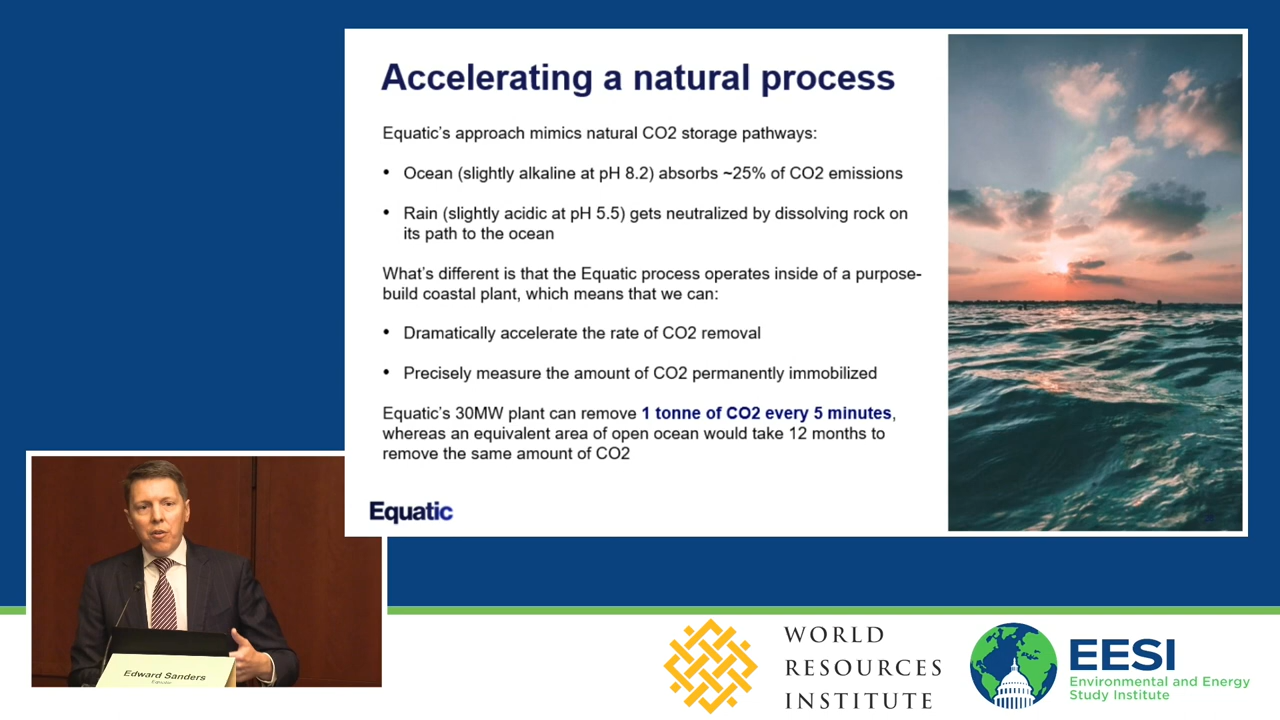 Accelerating a natural process
Equatic's approach mimics natural CO2 storage pathways:
• Ocean (slightly alkaline at pH 8.2) absorbs ~25% of CO2 emissions
• Rain (slightly acidic at pH 5.5) gets neutralized by dissolving rock on
its path to the ocean
What's different is that the Equatic process operates inside of a purpose-
build coastal plant, which means that we can:
• Dramatically accelerate the rate of CO2 removal
• Precisely measure the amount of CO2 permanently immobilized
Equatic's 30MW plant can remove 1 tonne of CO2 every 5 minutes,
whereas an equivalent area of open ocean would take 12 months to
remove the same amount of CO2
Equatic
Edward Sanders
Equatic
WORLD
RESOURCES
INSTITUTE
EESI
Environmental and Energy
Study Institute